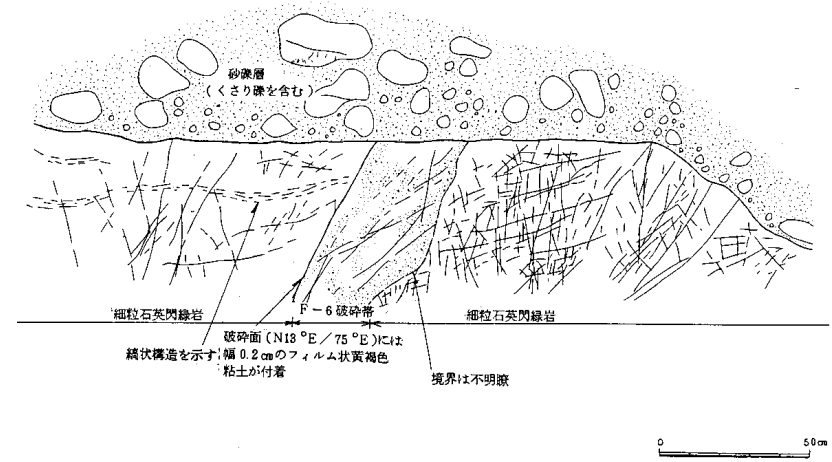 砂礫層
(くさり礫を含む)
細粒石英閃緑岩
F-6破砕帯
細粒石英閃緑岩
縞状構造を示す
破砕面(N13°E/75°E)には
幅0.2cmのフィルム状黄褐色
粘土が付着
境界は不明瞭
0 50cm